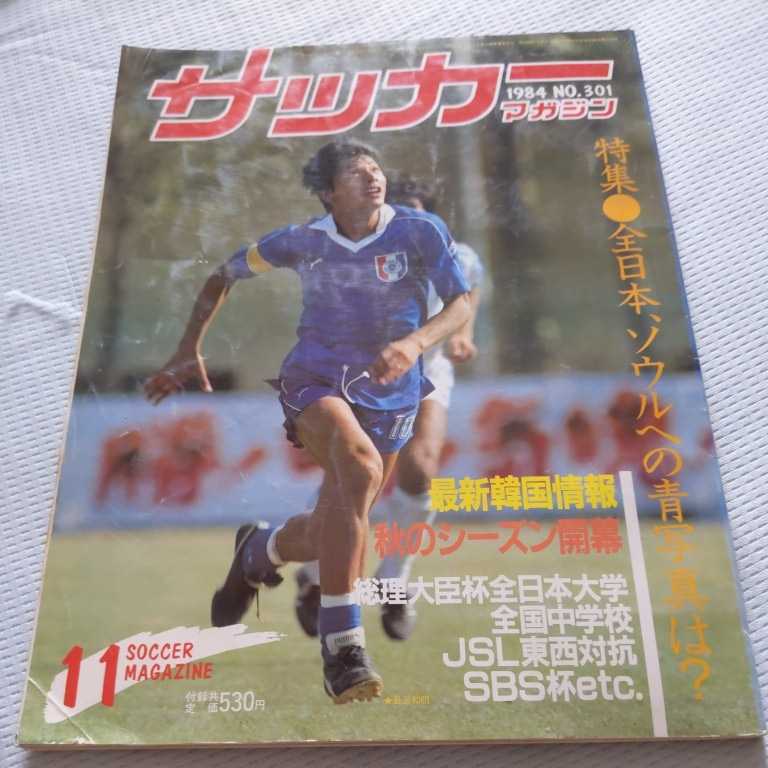 サッカー
1984 NO.301
マガジン
特集●全日本、ソウルへの青写真は?
最新韓国情報
秋のシーズン開幕
総理大臣杯全日本大学
全国中学校
JSL東西対抗
SBS杯etc.
11
SOCCER
MAGAZINE
付録共
定 価 530円
10